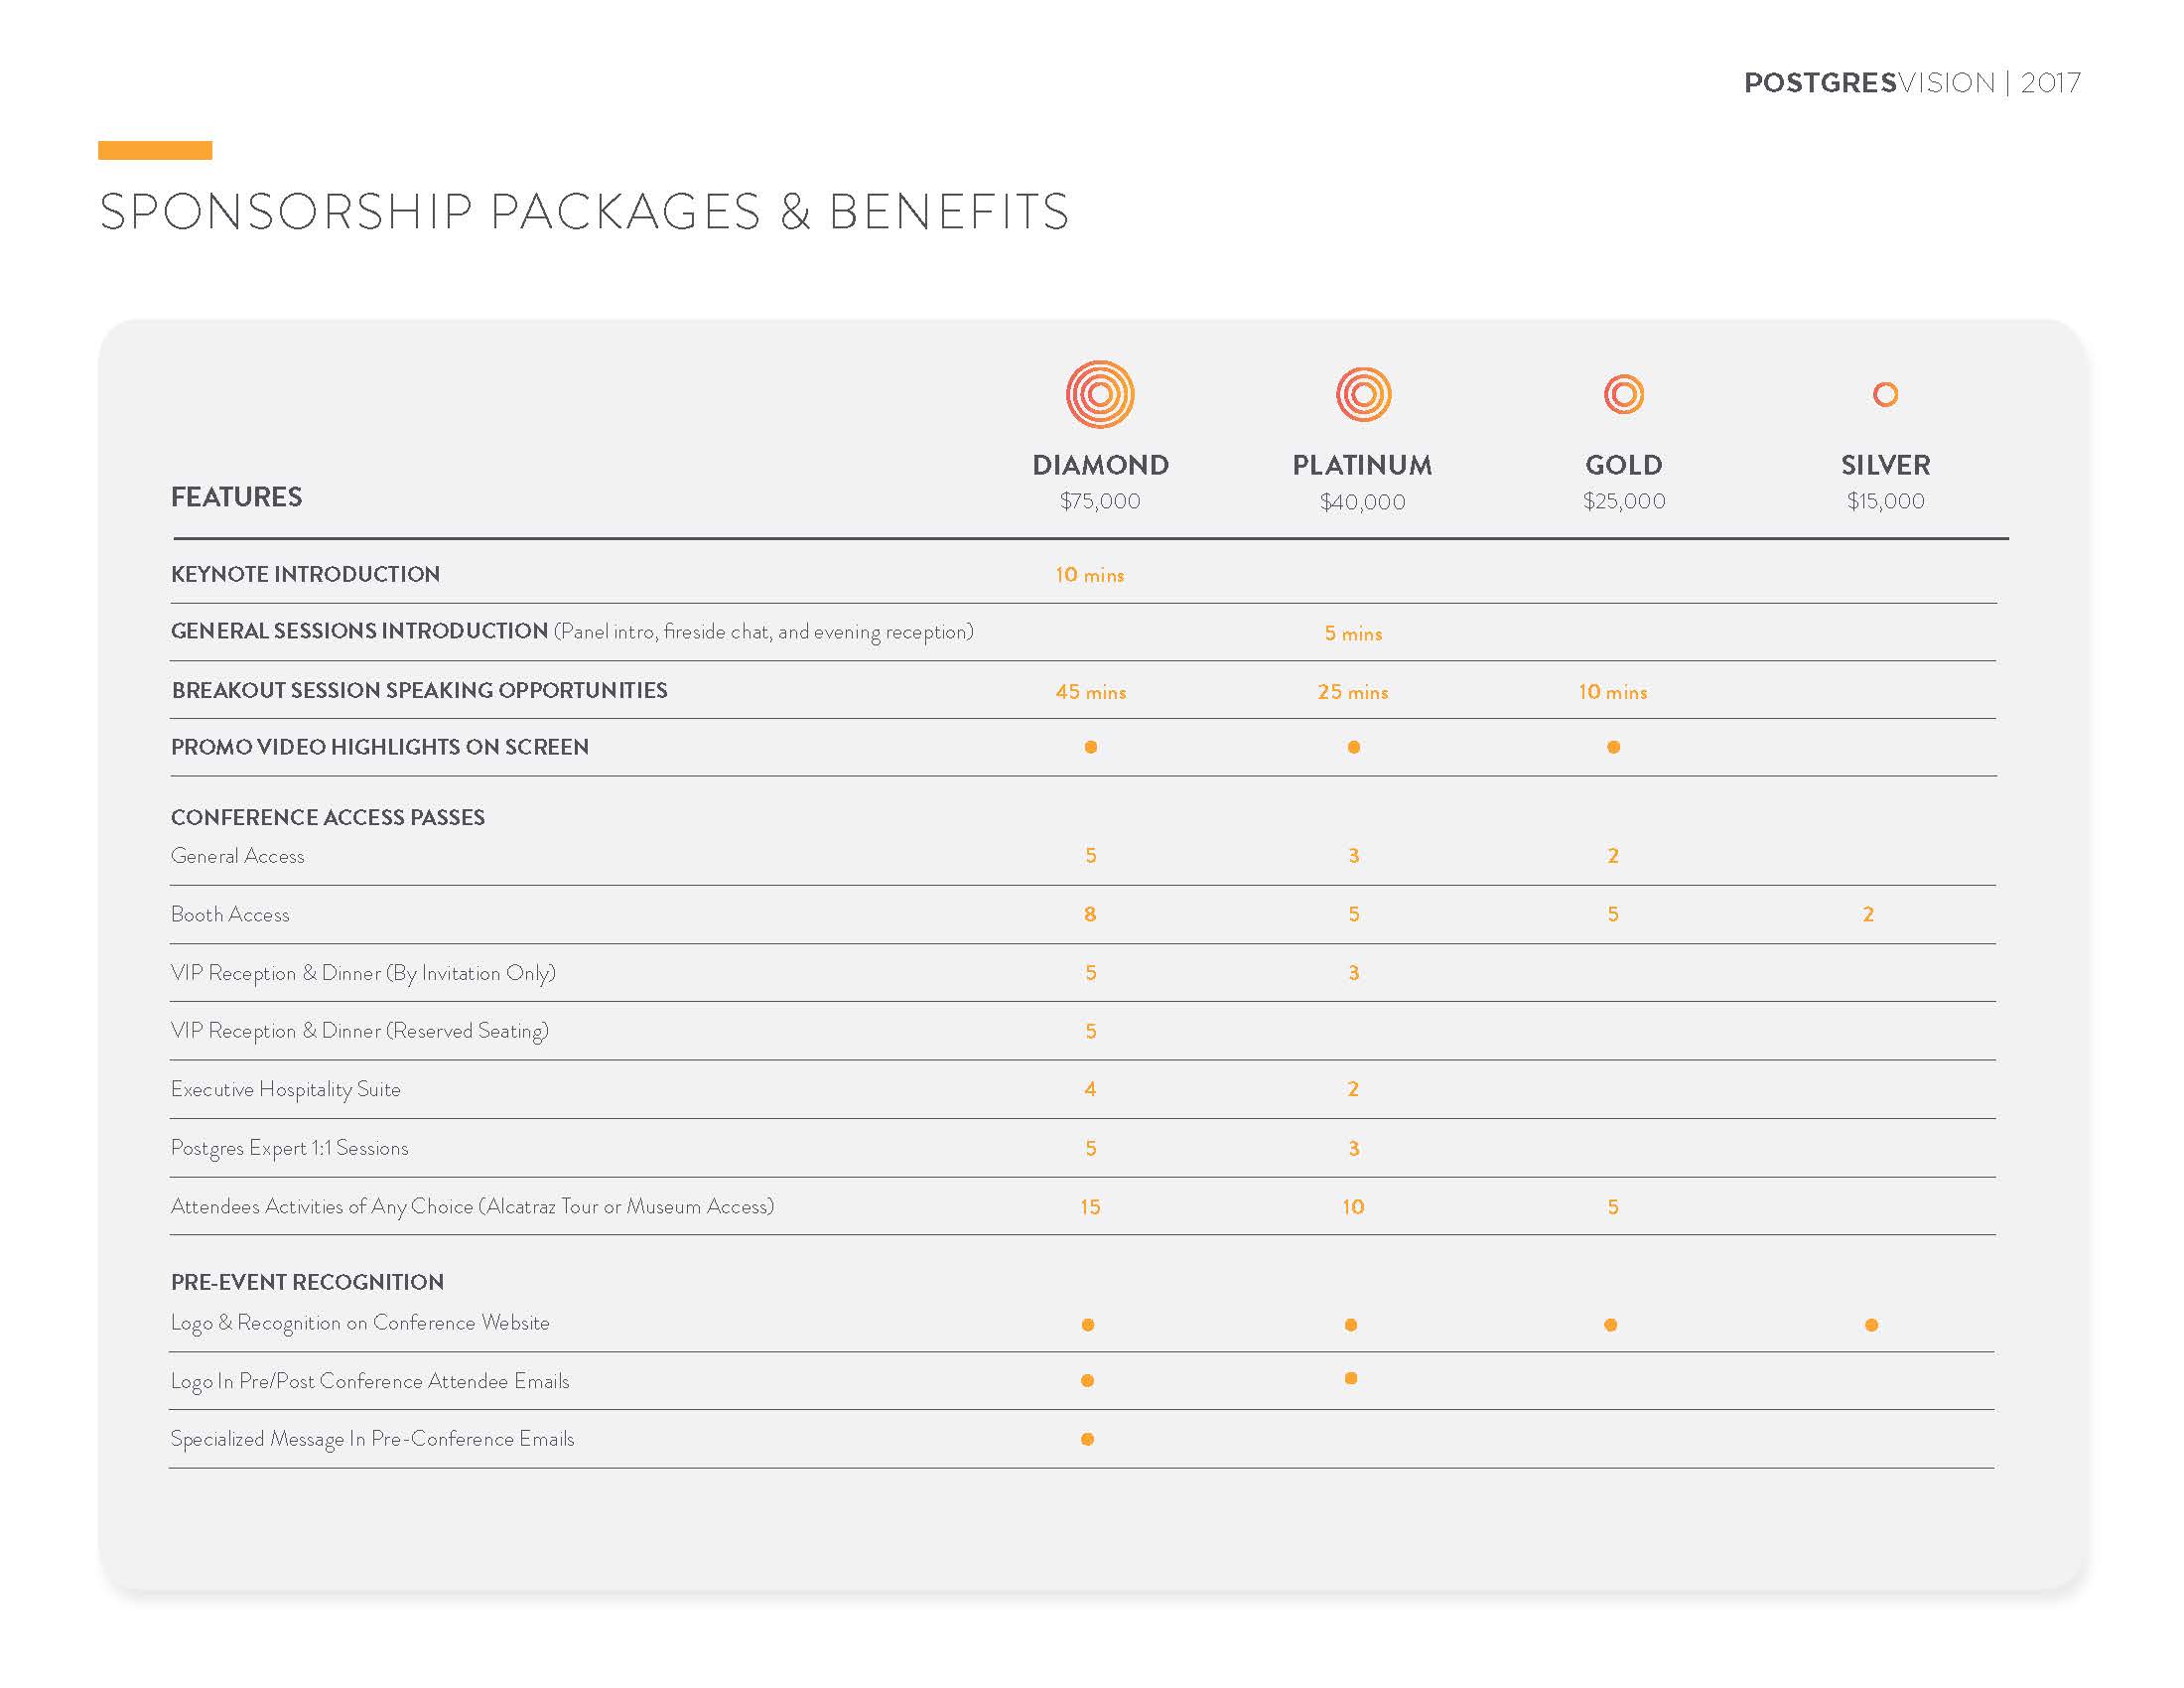 POSTGRESVISION | 2017
SPONSORSHIP PACKAGES & BENEFITS
FEATURES DIAMOND PLATINUM GOLD SILVER
$75,000 $40,000 $25,000 $15,000
KEYNOTE INTRODUCTION 10 mins
GENERAL SESSIONS INTRODUCTION (Panel intro, fireside chat, and evening reception) 5 mins
BREAKOUT SESSION SPEAKING OPPORTUNITIES 45 mins 25 mins 10 mins
PROMO VIDEO HIGHLIGHTS ON SCREEN ● ● ●
CONFERENCE ACCESS PASSES
General Access 5 3 2
Booth Access 8 5 5 2
VIP Reception & Dinner (By Invitation Only) 5 3
VIP Reception & Dinner (Reserved Seating) 5
Executive Hospitality Suite 4 2
Postgres Expert 1:1 Sessions 5 3
Attendees Activities of Any Choice (Alcatraz Tour or Museum Access) 15 10 5
PRE-EVENT RECOGNITION
Logo & Recognition on Conference Website ● ● ● ●
Logo In Pre/Post Conference Attendee Emails ● ●
Specialized Message In Pre-Conference Emails ●